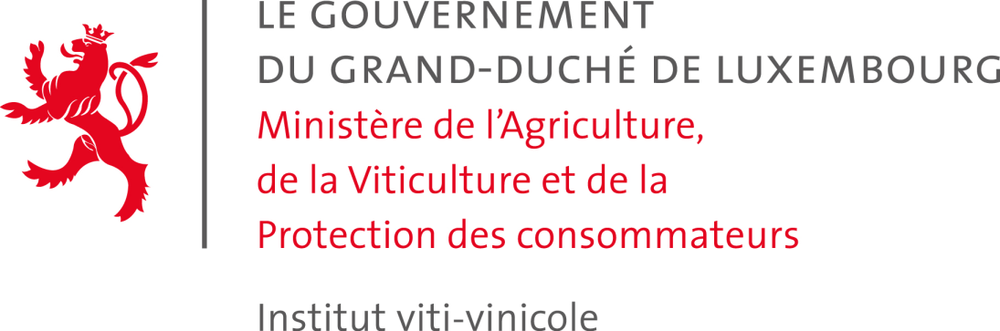 LE GOUVERNEMENT
DU GRAND-DUCHÉ DE LUXEMBOURG
Ministère de l’Agriculture,
de la Viticulture et de la
Protection des consommateurs
Institut viti-vinicole